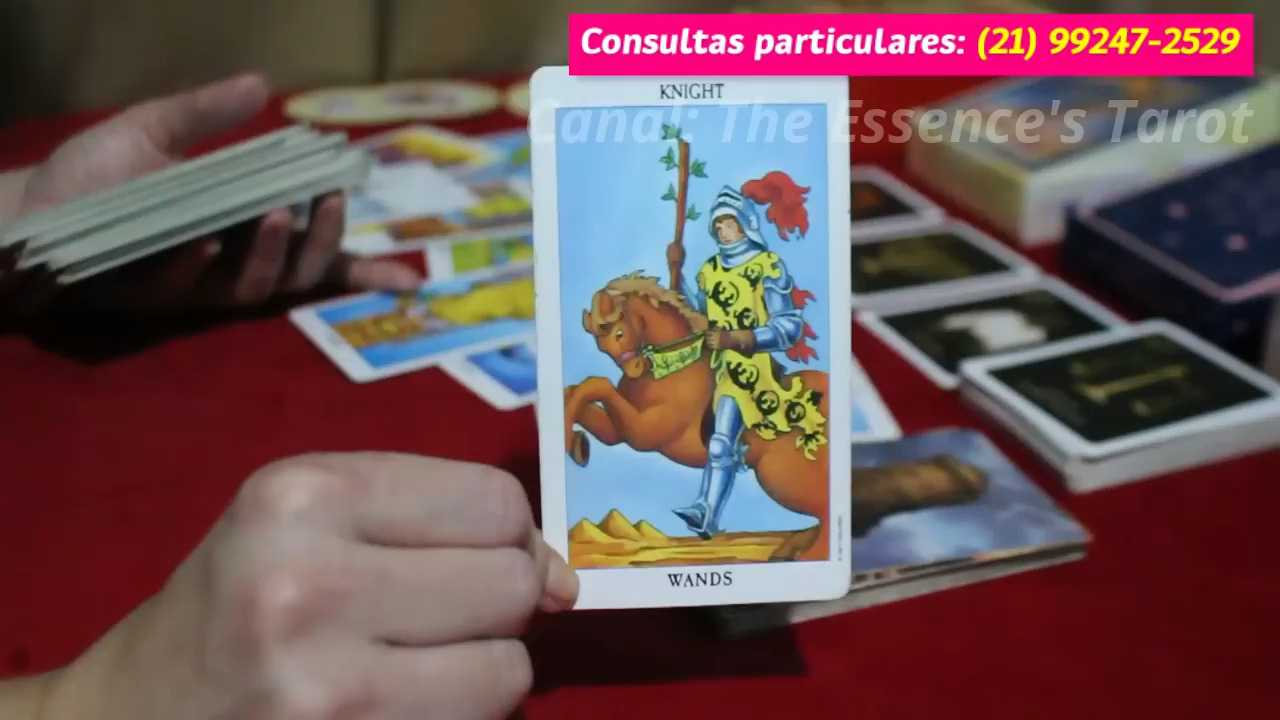 Consultas particulares: (21) 99247-2529
KNIGHT
Canal: The Essence's Tarot
WANDS